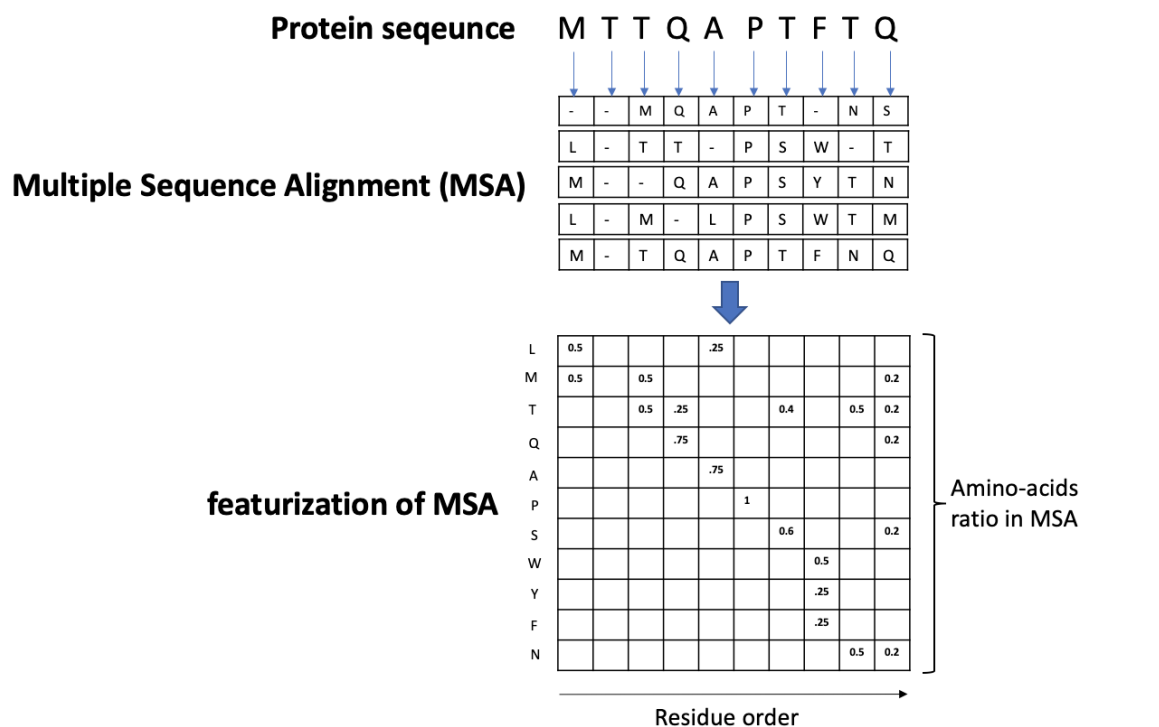 Protein seqeunce M T T Q A P T F T Q
- - M Q A P T - N S
L - T T - P S W - T
Multiple Sequence Alignment (MSA)
M - - Q A P S Y T N
L - M - L P S W T M
M - T Q A P T F N Q
L 0.5 .25
M 0.5 0.5 0.2
T 0.5 .25 0.4 0.5 0.2
Q .75 0.2
A .75
featurization of MSA
P 1
Amino-acids
ratio in MSA
S 0.6 0.2
W 0.5
Y .25
F .25
N 0.5 0.2
Residue order